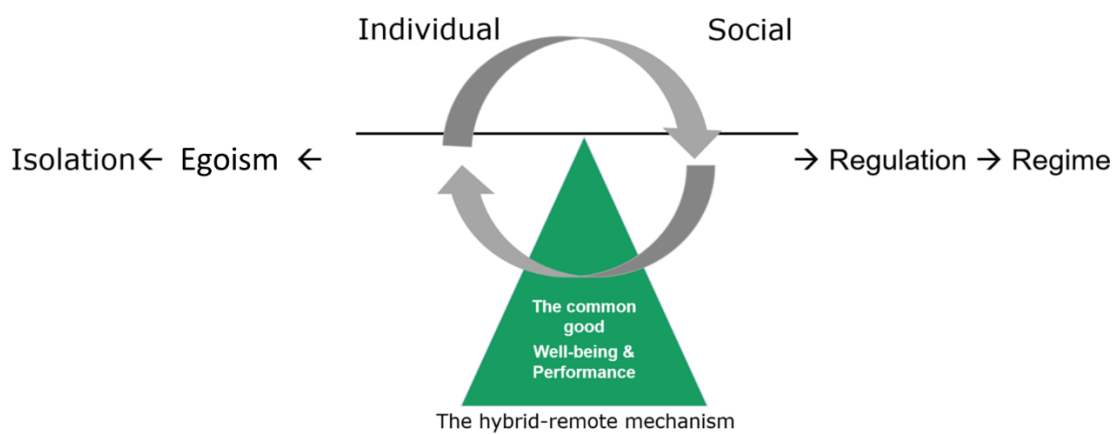 Individual Social
Isolation ← Egoism ← → Regulation → Regime
The common
good
Well-being &
Performance
The hybrid-remote mechanism